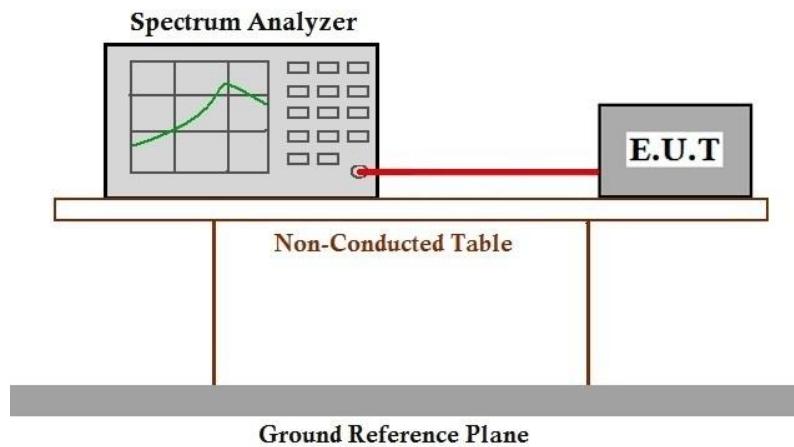 Spectrum Analyzer
E.U.T
Non-Conducted Table
Ground Reference Plane